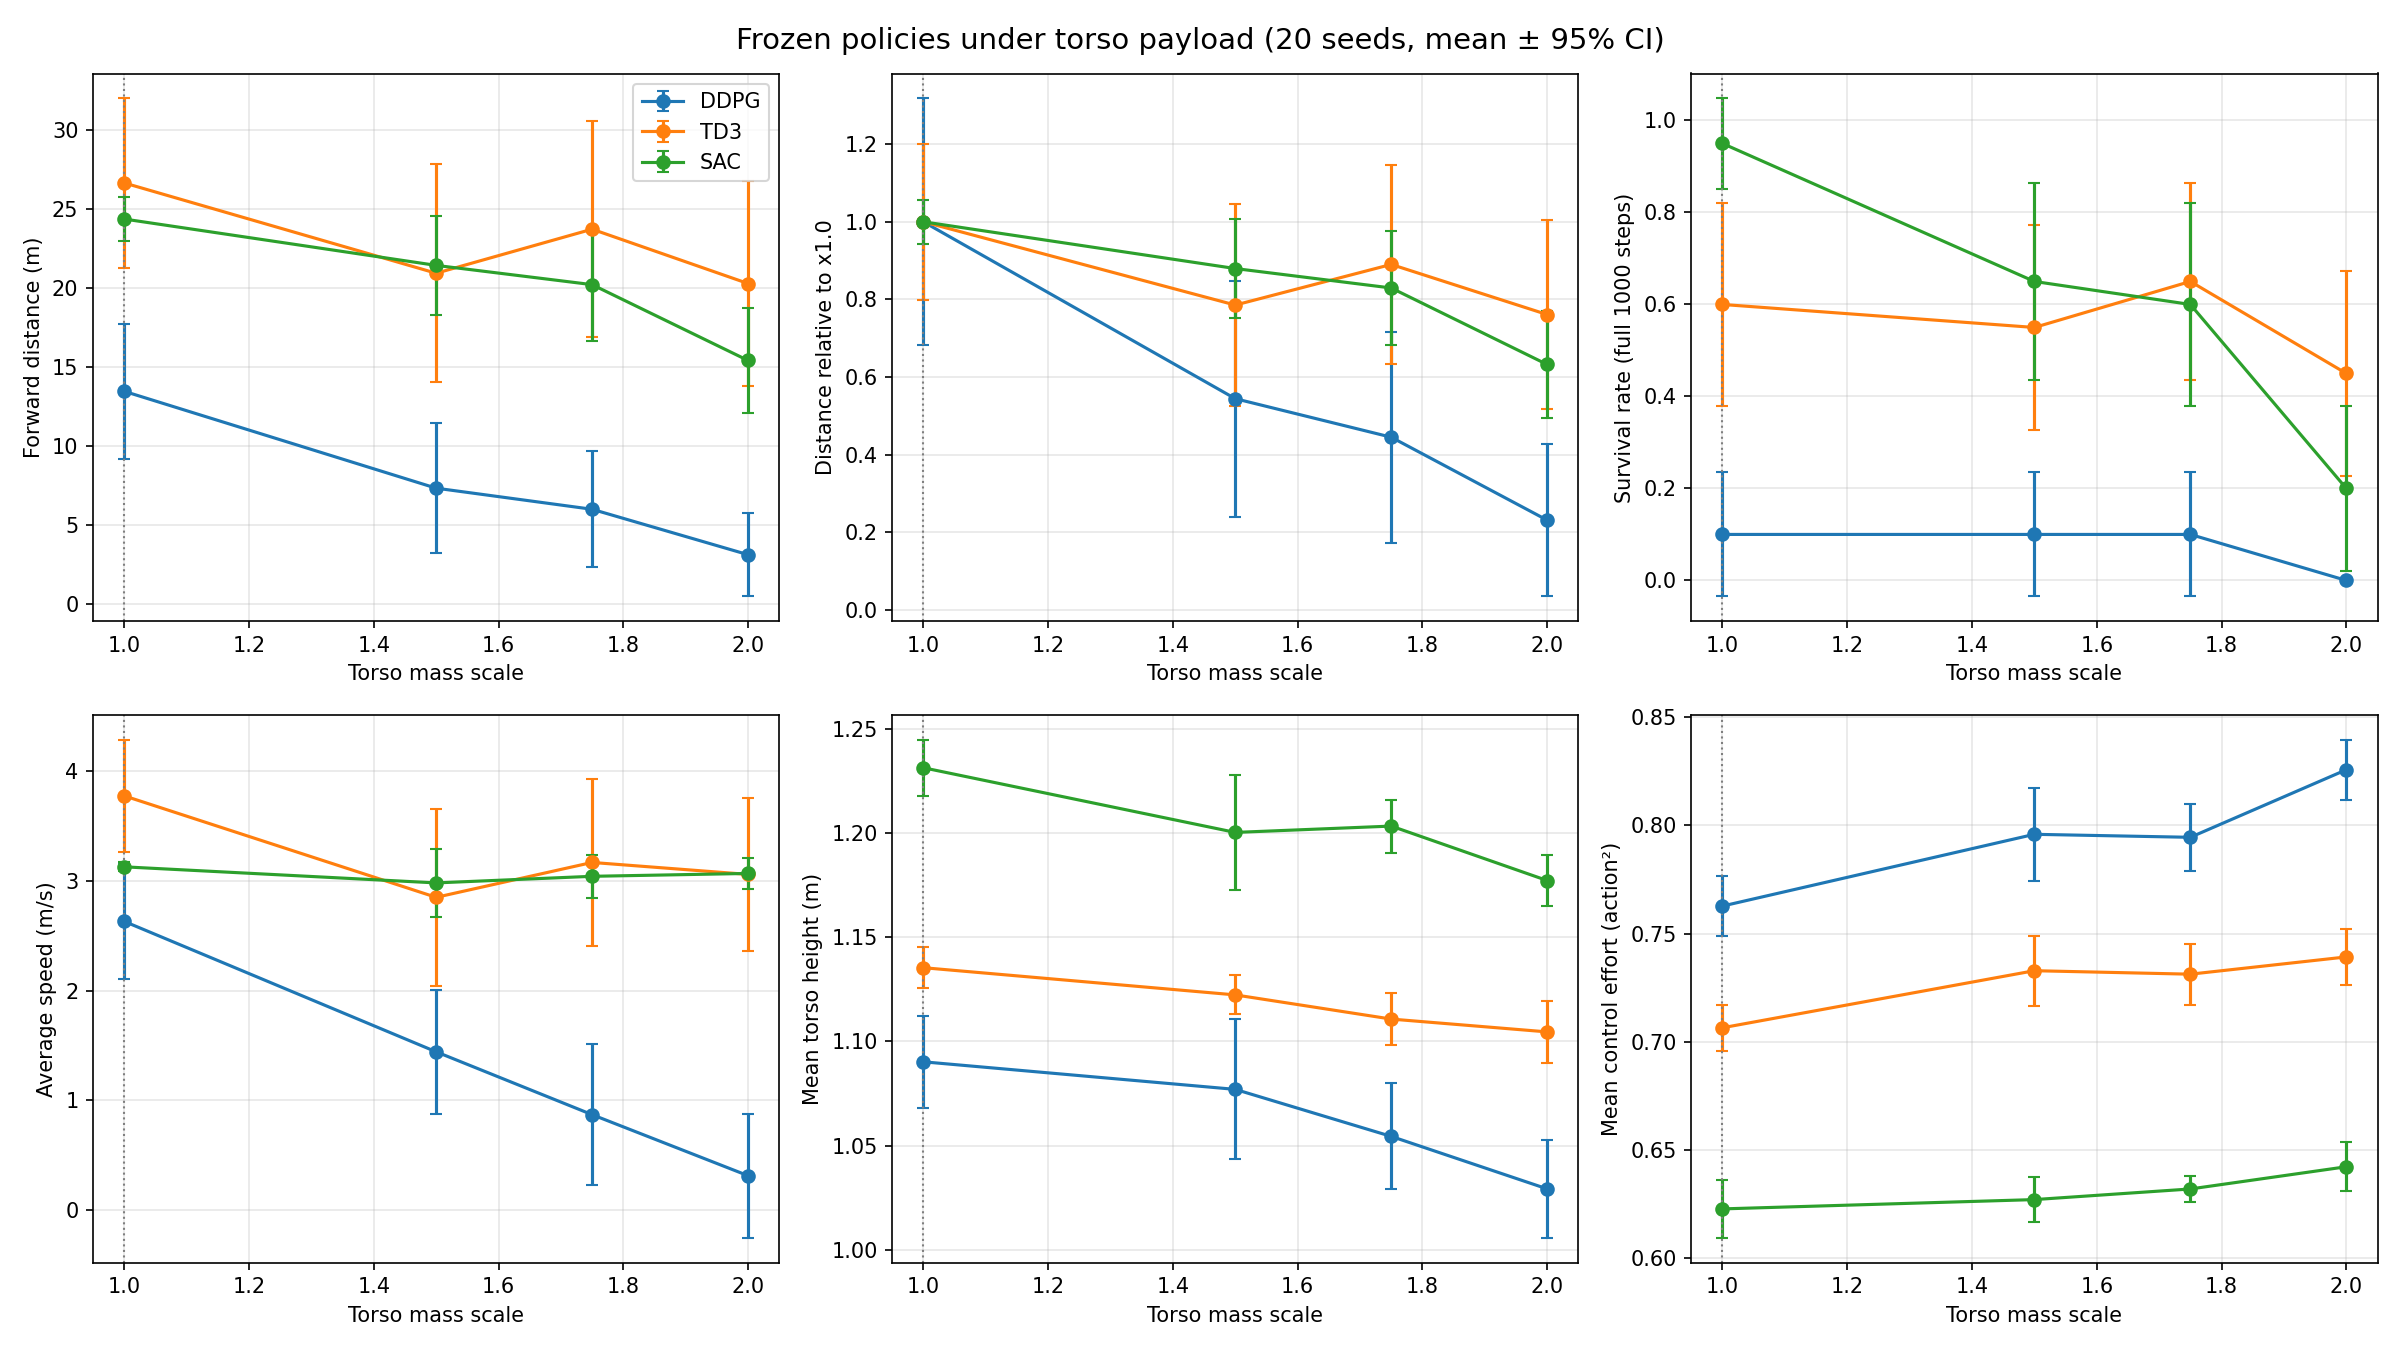 Frozen policies under torso payload (20 seeds, mean ± 95% CI)
Forward distance (m)
30
25
20
15
10
5
0
DDPG
TD3
SAC
1.0 1.2 1.4 1.6 1.8 2.0
Torso mass scale
Distance relative to x1.0
1.2
1.0
0.8
0.6
0.4
0.2
0.0
1.0 1.2 1.4 1.6 1.8 2.0
Torso mass scale
Survival rate (full 1000 steps)
1.0
0.8
0.6
0.4
0.2
0.0
1.0 1.2 1.4 1.6 1.8 2.0
Torso mass scale
Average speed (m/s)
4
3
2
1
0
1.0 1.2 1.4 1.6 1.8 2.0
Torso mass scale
Mean torso height (m)
1.25
1.20
1.15
1.10
1.05
1.00
1.0 1.2 1.4 1.6 1.8 2.0
Torso mass scale
Mean control effort (action²)
0.85
0.80
0.75
0.70
0.65
0.60
1.0 1.2 1.4 1.6 1.8 2.0
Torso mass scale